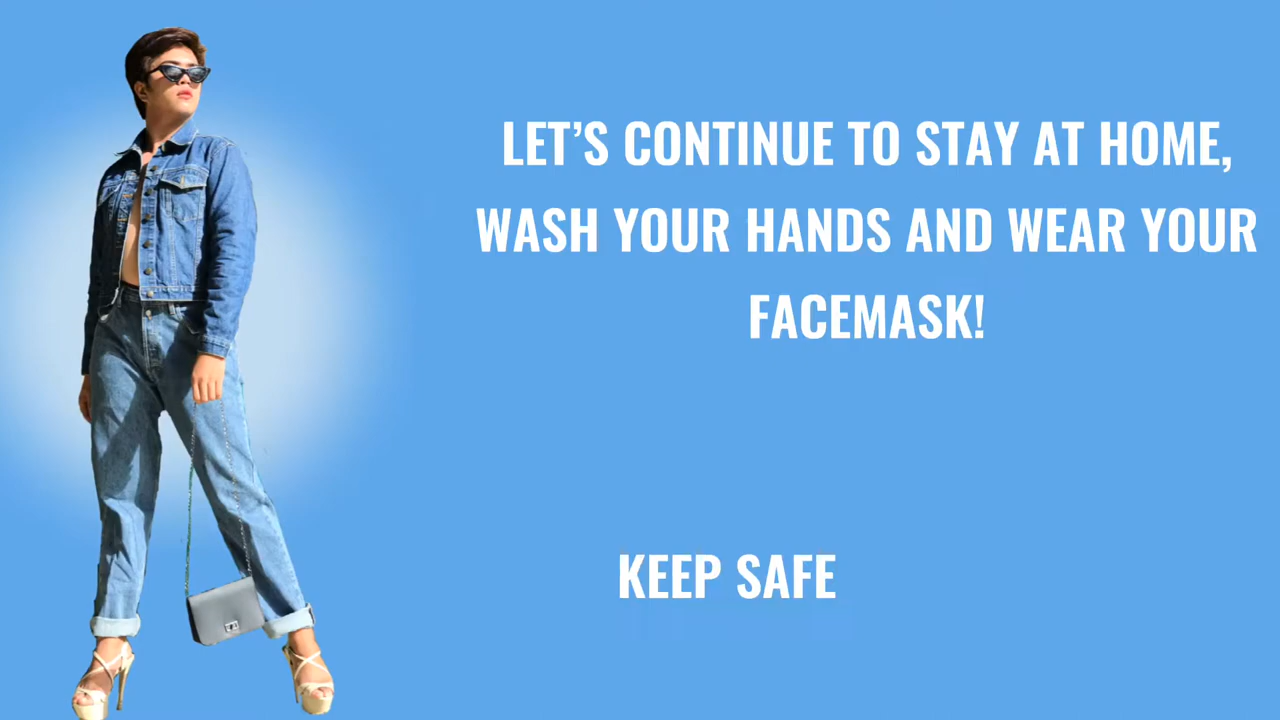 LET’S CONTINUE TO STAY AT HOME,
WASH YOUR HANDS AND WEAR YOUR
FACEMASK!
KEEP SAFE